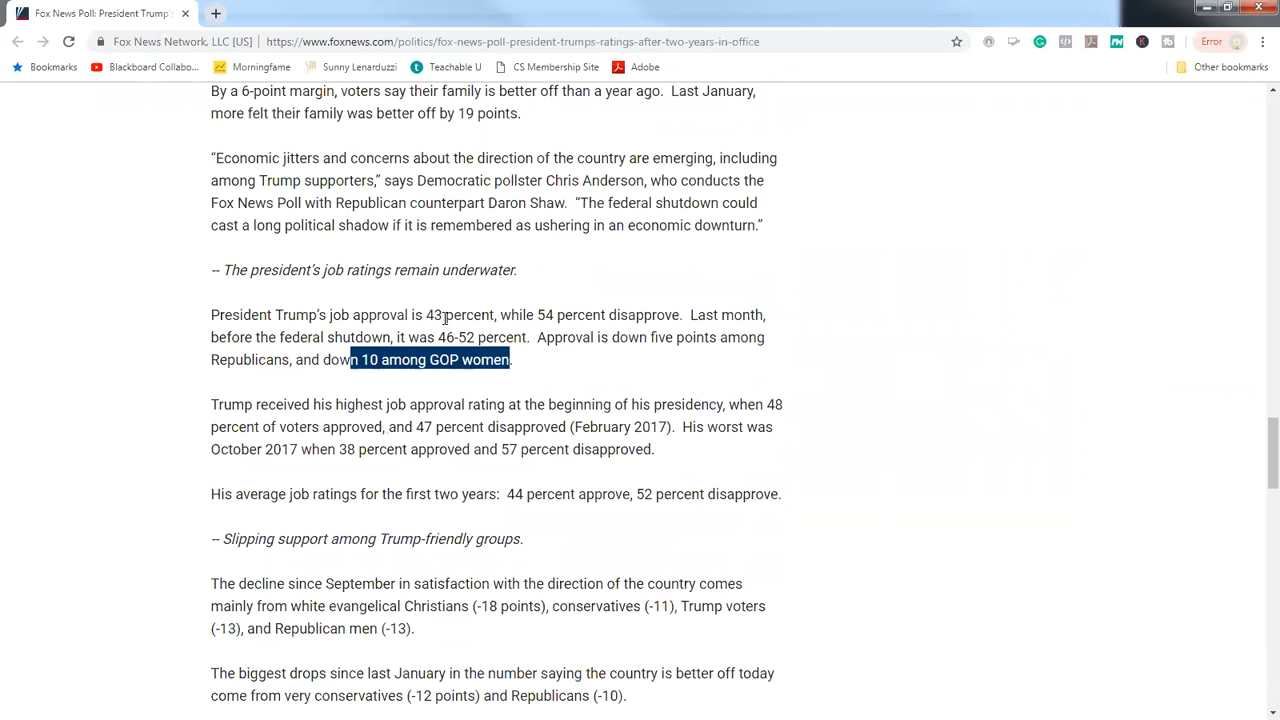 Fox News Poll: President Trump's
Fox News Network, LLC [US] | https://www.foxnews.com/politics/fox-news-poll-president-trumps-ratings-after-two-years-in-office
Error
Bookmarks
Blackboard Collabo...
Morningfame
Sunny Lenarduzzi
Teachable U
CS Membership Site
Adobe
Other bookmarks
By a 6-point margin, voters say their family is better off than a year ago.  Last January,
more felt their family was better off by 19 points.
“Economic jitters and concerns about the direction of the country are emerging, including
among Trump supporters,” says Democratic pollster Chris Anderson, who conducts the
Fox News Poll with Republican counterpart Daron Shaw.  “The federal shutdown could
cast a long political shadow if it is remembered as ushering in an economic downturn.”
-- The president’s job ratings remain underwater.
President Trump’s job approval is 43 percent, while 54 percent disapprove.  Last month,
before the federal shutdown, it was 46-52 percent.  Approval is down five points among
Republicans, and down 10 among GOP women.
Trump received his highest job approval rating at the beginning of his presidency, when 48
percent of voters approved, and 47 percent disapproved (February 2017).  His worst was
October 2017 when 38 percent approved and 57 percent disapproved.
His average job ratings for the first two years:  44 percent approve, 52 percent disapprove.
-- Slipping support among Trump-friendly groups.
The decline since September in satisfaction with the direction of the country comes
mainly from white evangelical Christians (-18 points), conservatives (-11), Trump voters
(-13), and Republican men (-13).
The biggest drops since last January in the number saying the country is better off today
come from very conservatives (-12 points) and Republicans (-10).